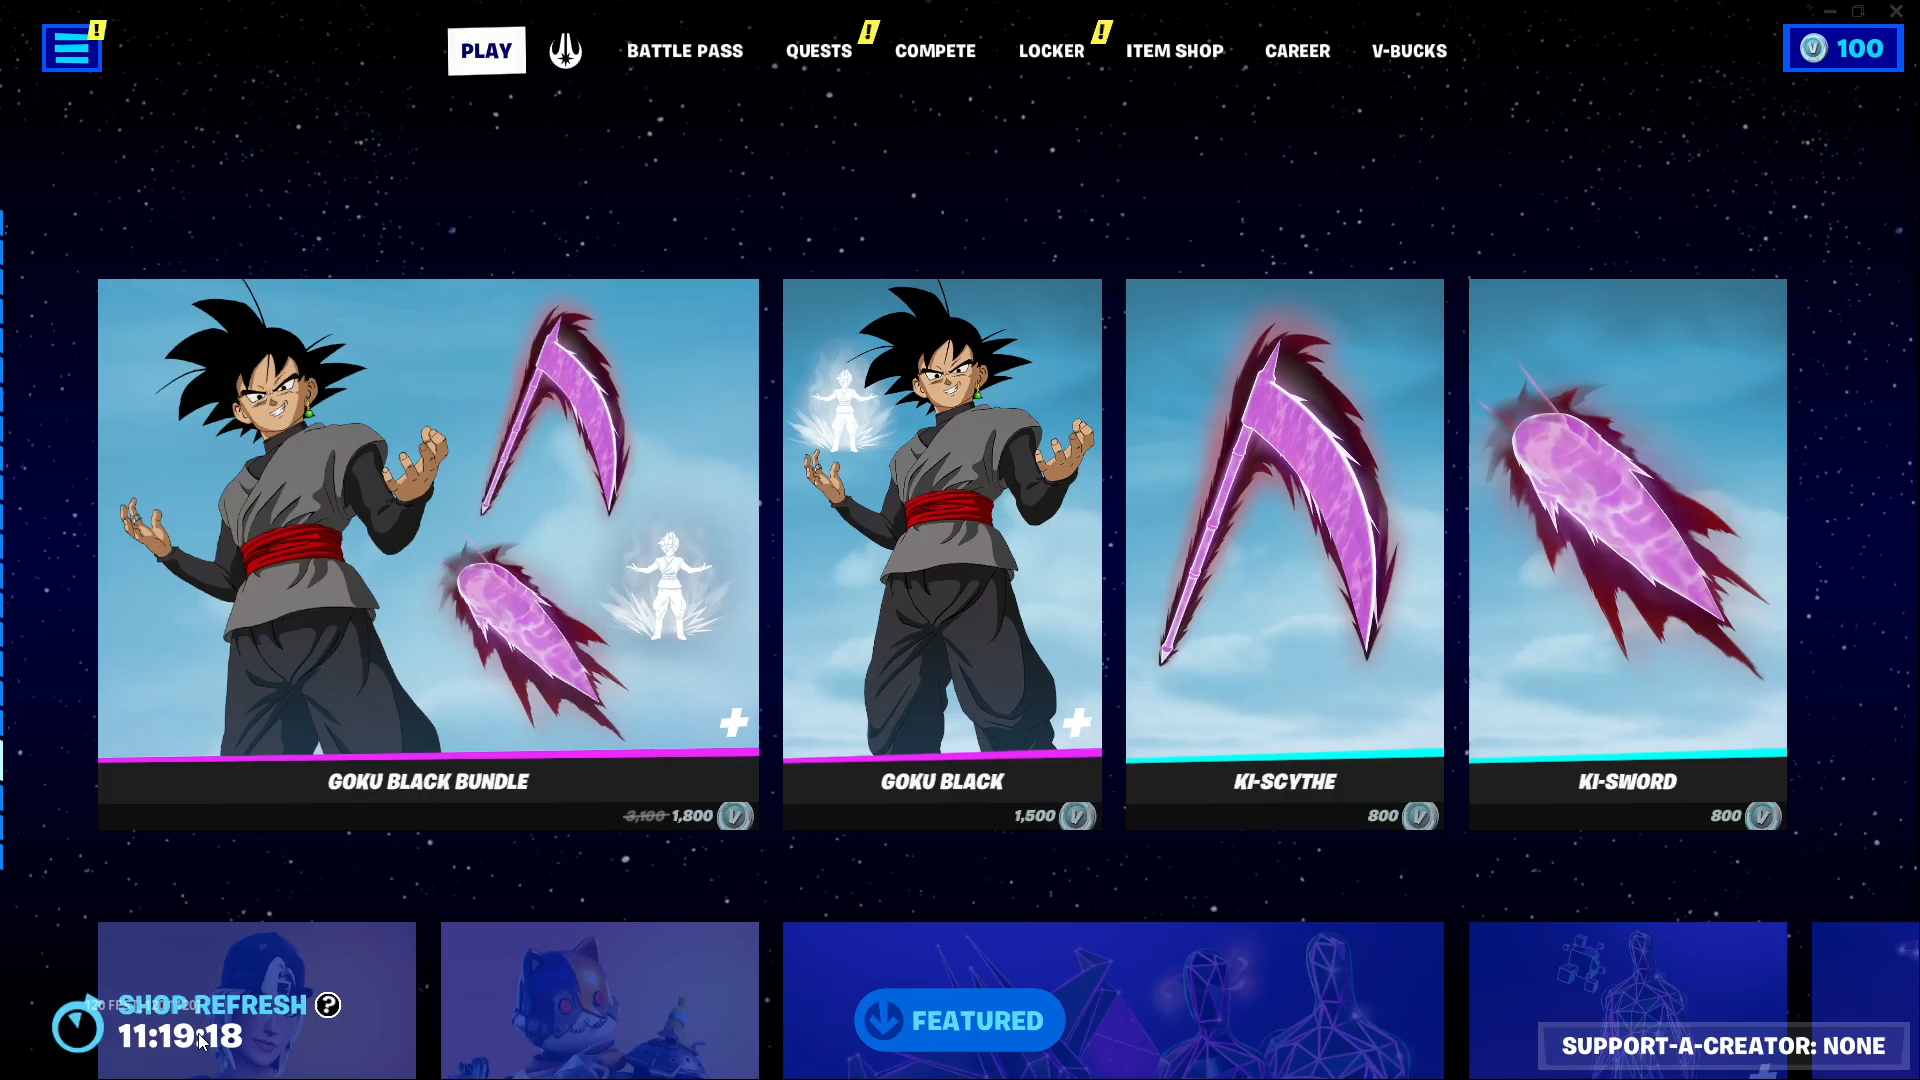 PLAY
BATTLE PASS
QUESTS
!
COMPETE
LOCKER
!
ITEM SHOP
CAREER
V-BUCKS
!
V 100
GOKU BLACK BUNDLE
3,100 1,800 V
GOKU BLACK
1,500 V
KI-SCYTHE
800 V
KI-SWORD
800 V
SHOP REFRESH ?
11:19:18
FEATURED
SUPPORT-A-CREATOR: NONE